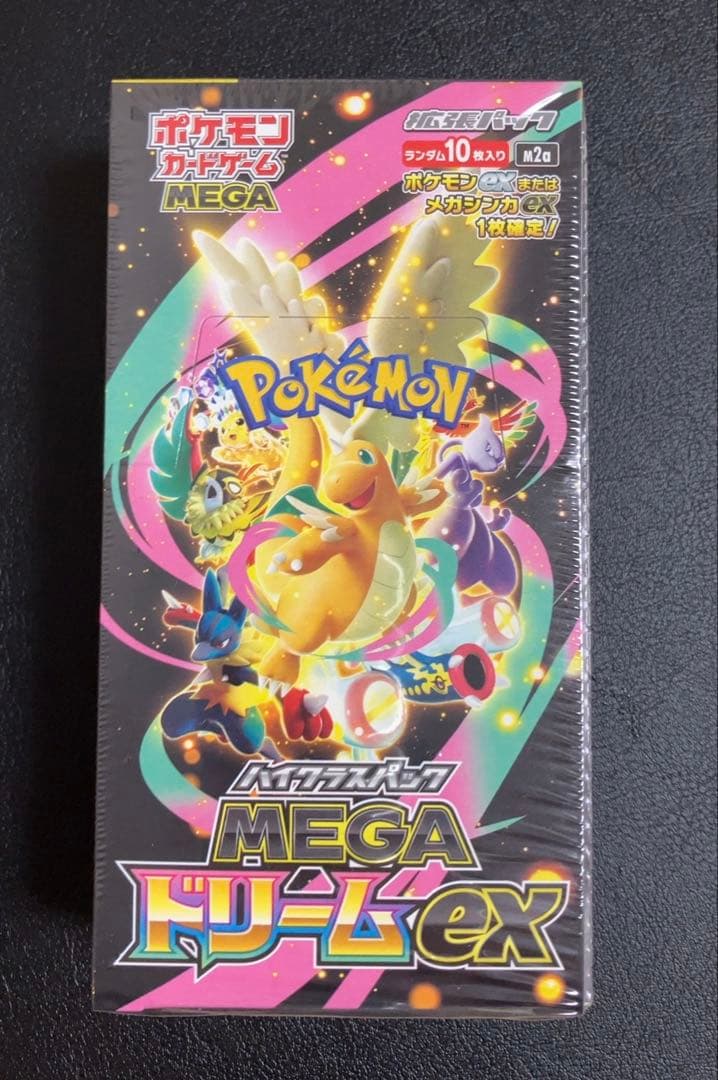 ポケモン
カードゲーム
MEGA
拡張パック
ランダム10枚入り
M2a
ポケモンexまたは
メガシンカex
1枚確定!
POKéMON
TM
ハイクラスパック
MEGA
ドリームex